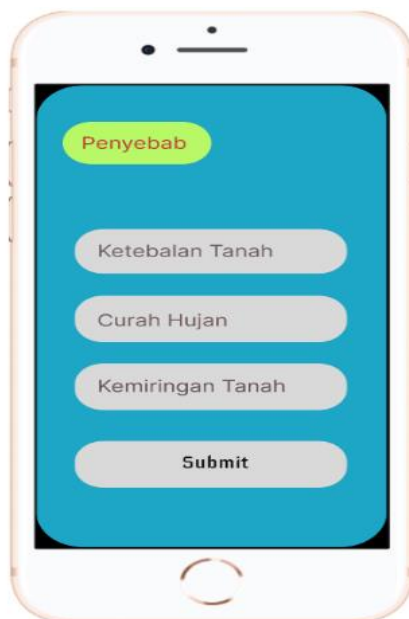 Penyebab
Ketebalan Tanah
Curah Hujan
Kemiringan Tanah
Submit